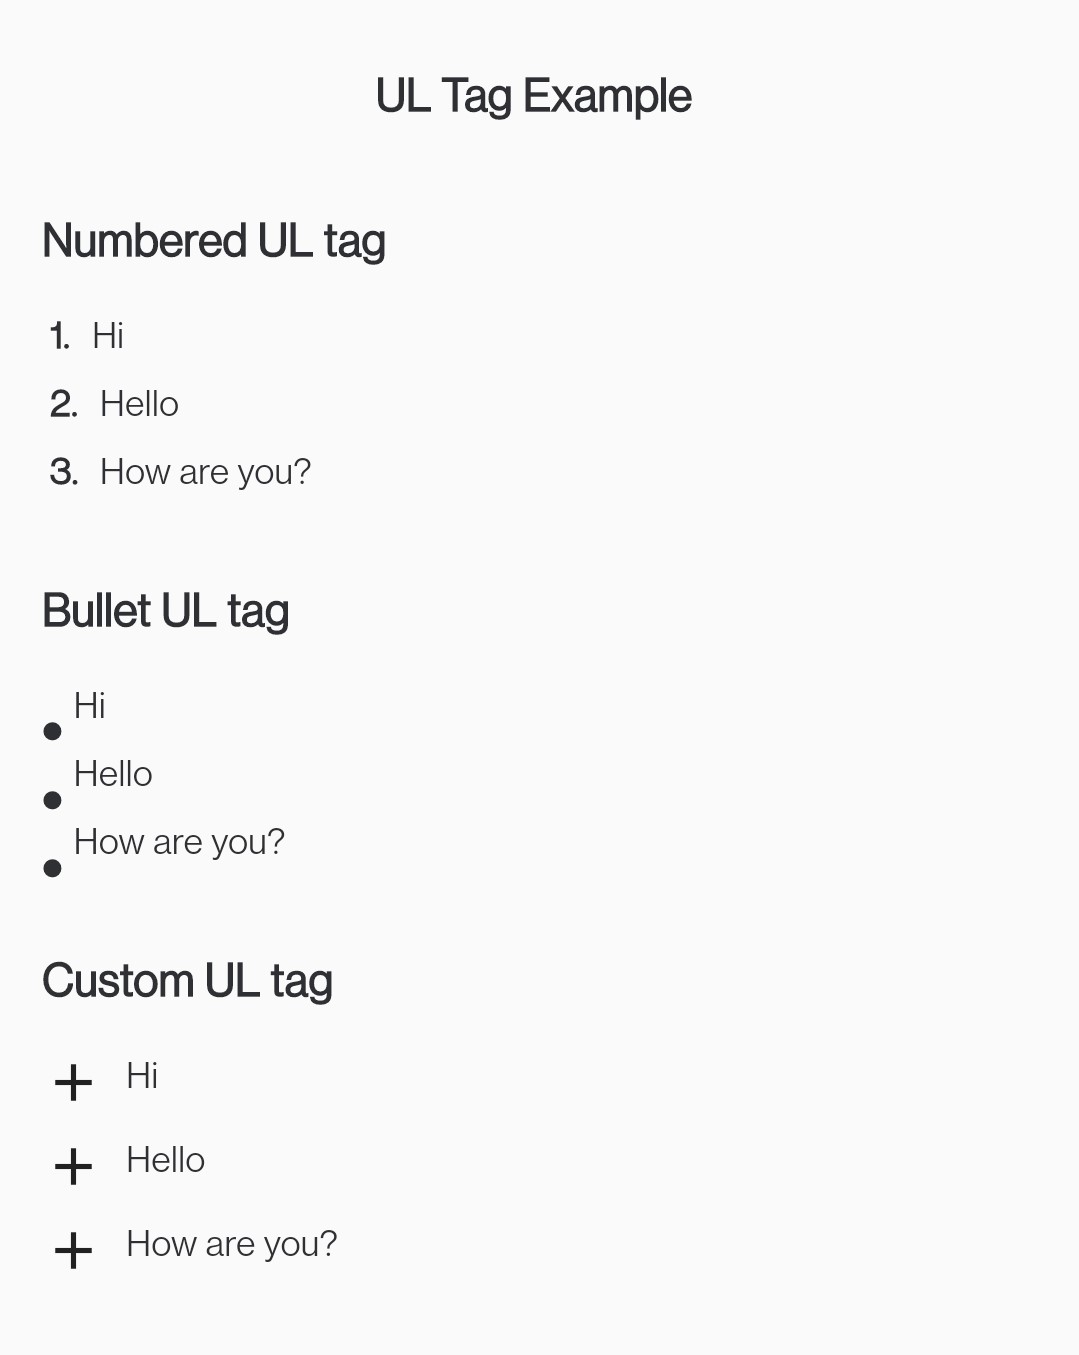 UL Tag Example
Numbered UL tag
1. Hi
2. Hello
3. How are you?
Bullet UL tag
● Hi
● Hello
● How are you?
Custom UL tag
+ Hi
+ Hello
+ How are you?